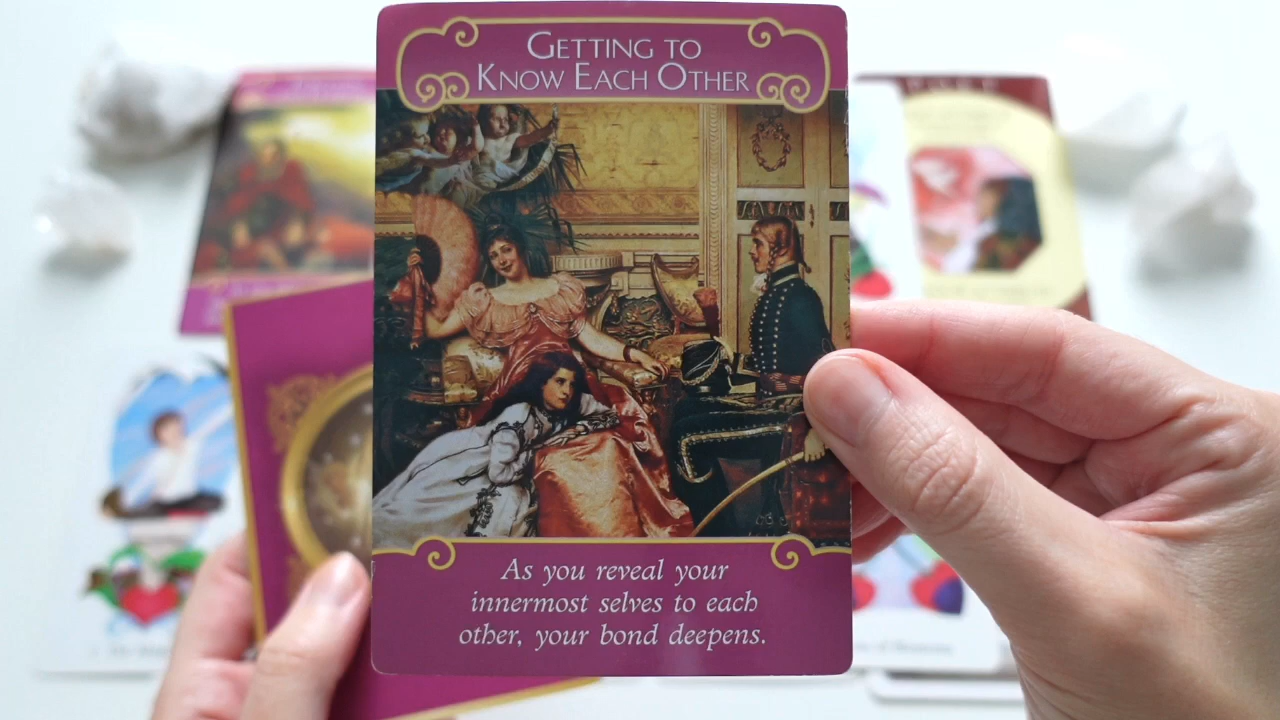 GETTING TO
KNOW EACH OTHER
As you reveal your
innermost selves to each
other, your bond deepens.